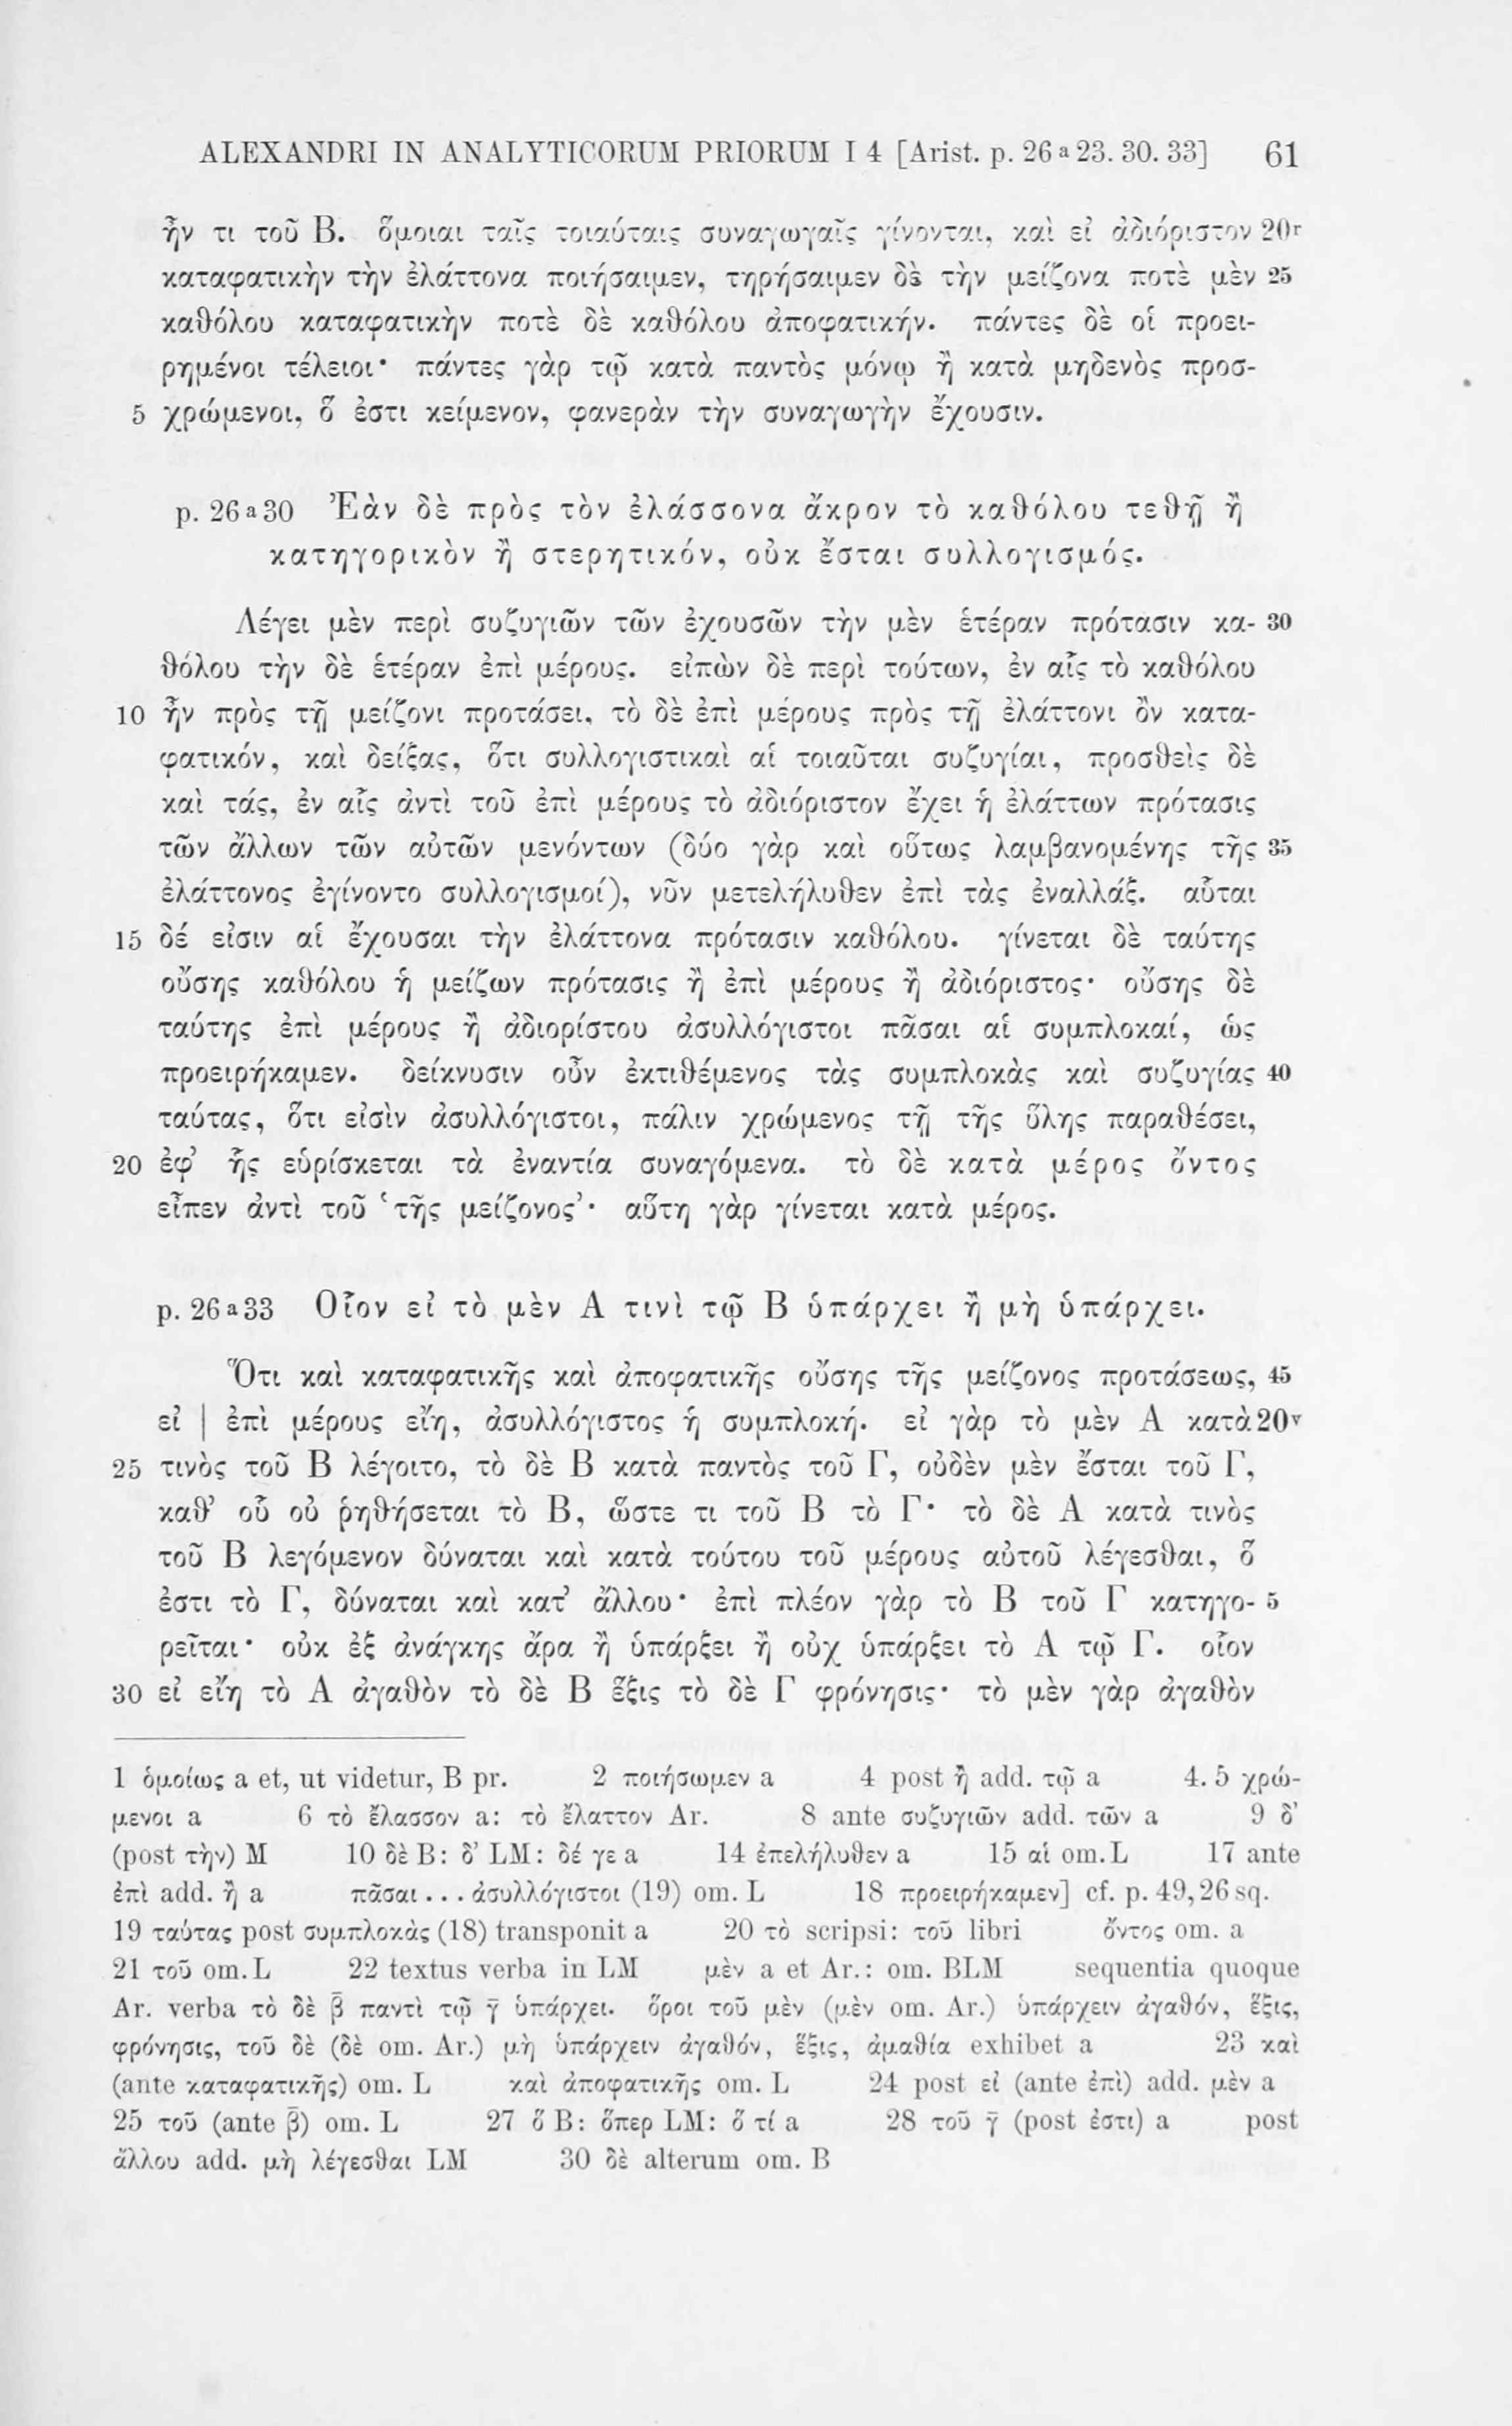 ALEXANDRI IN ANALYTICORUM PRIORUM I 4 [Arist. p. 26 a 23. 30. 33] 61
ἦν τι τοῦ Β. ὅμοιαι ταῖς τοιαύταις συναγωγαῖς γίνονται, καὶ εἰ ἀδιόριστον 20r
καταφατικὴν τὴν ἐλάττονα ποιήσαιμεν, τηρήσαιμεν δὲ τὴν μείζονα ποτὲ μὲν 25
καθόλου καταφατικὴν ποτὲ δὲ καθόλου ἀποφατικήν. πάντες δὲ οἱ προει-
ρημένοι τέλειοι· πάντες γὰρ τῷ κατὰ παντὸς μόνῳ ἢ κατὰ μηδενὸς προσ-
5 χρώμενοι, ὅ ἐστι κείμενον, φανερὰν τὴν συναγωγὴν ἔχουσιν.
p. 26 a 30 Ἐὰν δὲ πρὸς τὸν ἐλάσσονα ἄκρον τὸ καθόλου τεθῇ ἢ
κατηγορικὸν ἢ στερητικόν, οὐκ ἔσται συλλογισμός.
Λέγει μὲν περὶ συζυγιῶν τῶν ἐχουσῶν τὴν μὲν ἑτέραν πρότασιν κα- 30
θόλου τὴν δὲ ἑτέραν ἐπὶ μέρους. εἰπὼν δὲ περὶ τούτων, ἐν αἷς τὸ καθόλου
10 ἦν πρὸς τῇ μείζονι προτάσει, τὸ δὲ ἐπὶ μέρους πρὸς τῇ ἐλάττονι ὂν κατα-
φατικόν, καὶ δείξας, ὅτι συλλογιστικαὶ αἱ τοιαῦται συζυγίαι, προσθεὶς δὲ
καὶ τάς, ἐν αἷς ἀντὶ τοῦ ἐπὶ μέρους τὸ ἀδιόριστον ἔχει ἡ ἐλάττων πρότασις
τῶν ἄλλων τῶν αὐτῶν μενόντων (δύο γὰρ καὶ οὕτως λαμβανομένης τῆς 35
ἐλάττονος ἐγίνοντο συλλογισμοί), νῦν μετελήλυθεν ἐπὶ τὰς ἐναλλάξ. αὗται
15 δέ εἰσιν αἱ ἔχουσαι τὴν ἐλάττονα πρότασιν καθόλου. γίνεται δὲ ταύτης
οὔσης καθόλου ἡ μείζων πρότασις ἢ ἐπὶ μέρους ἢ ἀδιόριστος· οὔσης δὲ
ταύτης ἐπὶ μέρους ἢ ἀδιορίστου ἀσυλλόγιστοι πᾶσαι αἱ συμπλοκαί, ὡς
προειρήκαμεν. δείκνυσιν οὖν ἐκτιθέμενος τὰς συμπλοκὰς καὶ συζυγίας 40
ταύτας, ὅτι εἰσὶν ἀσυλλόγιστοι, πάλιν χρώμενος τῇ τῆς ὕλης παραθέσει,
20 ἐφ’ ἧς εὑρίσκεται τὰ ἐναντία συναγόμενα. τὸ δὲ κατὰ μέρος ὄντος
εἶπεν ἀντὶ τοῦ ‘τῆς μείζονος’· αὕτη γὰρ γίνεται κατὰ μέρος.
p. 26 a 33 Οἷον εἰ τὸ μὲν Α τινὶ τῷ Β ὑπάρχει ἢ μὴ ὑπάρχει.
Ὅτι καὶ καταφατικῆς καὶ ἀποφατικῆς οὔσης τῆς μείζονος προτάσεως, 45
εἰ | ἐπὶ μέρους εἴη, ἀσυλλόγιστος ἡ συμπλοκή. εἰ γὰρ τὸ μὲν Α κατὰ 20v
25 τινὸς τοῦ Β λέγοιτο, τὸ δὲ Β κατὰ παντὸς τοῦ Γ, οὐδὲν μὲν ἔσται τοῦ Γ,
καθ’ οὗ οὐ ῥηθήσεται τὸ Β, ὥστε τι τοῦ Β τὸ Γ· τὸ δὲ Α κατὰ τινὸς
τοῦ Β λεγόμενον δύναται καὶ κατὰ τούτου τοῦ μέρους αὐτοῦ λέγεσθαι, ὅ
ἐστι τὸ Γ, δύναται καὶ κατ’ ἄλλου· ἐπὶ πλέον γὰρ τὸ Β τοῦ Γ κατηγο- 5
ρεῖται· οὐκ ἐξ ἀνάγκης ἄρα ἢ ὑπάρξει ἢ οὐχ ὑπάρξει τὸ Α τῷ Γ. οἷον
30 εἰ εἴη τὸ Α ἀγαθὸν τὸ δὲ Β ἕξις τὸ δὲ Γ φρόνησις· τὸ μὲν γὰρ ἀγαθὸν
1 ὁμοίως a et, ut videtur, B pr. 2 ποιήσωμεν a 4 post ἢ add. τῷ a 4. 5 χρώ-
μενοι a 6 τὸ ἔλασσον a: τὸ ἔλαττον Ar. 8 ante συζυγιῶν add. τῶν a 9 δ’
(post τὴν) M 10 δὲ B: δ’ LM: δέ γε a 14 ἐπελήλυθεν a 15 αἱ om. L 17 ante
ἐπὶ add. ἢ a πᾶσαι . . . ἀσυλλόγιστοι (19) om. L 18 προειρήκαμεν] cf. p. 49,26 sq.
19 ταύτας post συμπλοκὰς (18) transponit a 20 τὸ scripsi: τοῦ libri ὄντος om. a
21 τοῦ om. L 22 textus verba in LM μὲν a et Ar.: om. BLM sequentia quoque
Ar. verba τὸ δὲ β̄ παντὶ τῷ γ̄ ὑπάρχει. ὅροι τοῦ μὲν (μὲν om. Ar.) ὑπάρχειν ἀγαθόν, ἕξις,
φρόνησις, τοῦ δὲ (δὲ om. Ar.) μὴ ὑπάρχειν ἀγαθόν, ἕξις, ἀμαθία exhibet a 23 καὶ
(ante καταφατικῆς) om. L καὶ ἀποφατικῆς om. L 24 post εἰ (ante ἐπὶ) add. μὲν a
25 τοῦ (ante β̄) om. L 27 ὅ B: ὅπερ LM: ὅ τί a 28 τοῦ γ̄ (post ἐστι) a post
ἄλλου add. μὴ λέγεσθαι LM 30 δὲ alterum om. B